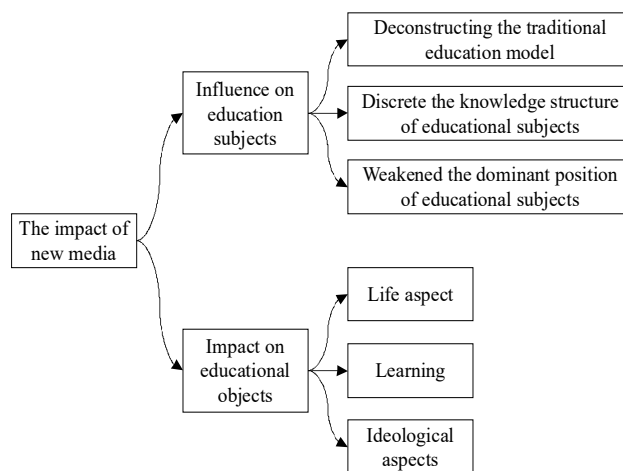 The impact of
new media
Influence on
education
subjects
Deconstructing the traditional
education model
Discrete the knowledge structure
of educational subjects
Weakened the dominant position
of educational subjects
Impact on
educational
objects
Life aspect
Learning
Ideological
aspects